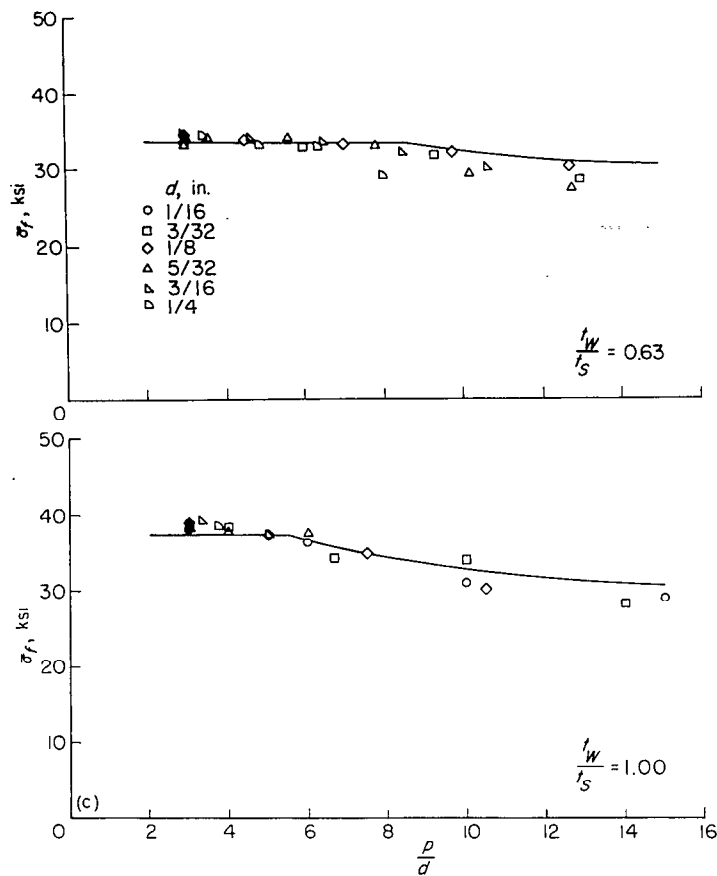 50
40
30
20
10
0
σ̄f, ksi
d, in.
○ 1/16
□ 3/32
◇ 1/8
△ 5/32
◺ 3/16
D 1/4
tW/tS = 0.63
50
40
30
20
10
0
σ̄f, ksi
tW/tS = 1.00
(c)
2 4 6 8 10 12 14 16
p/d